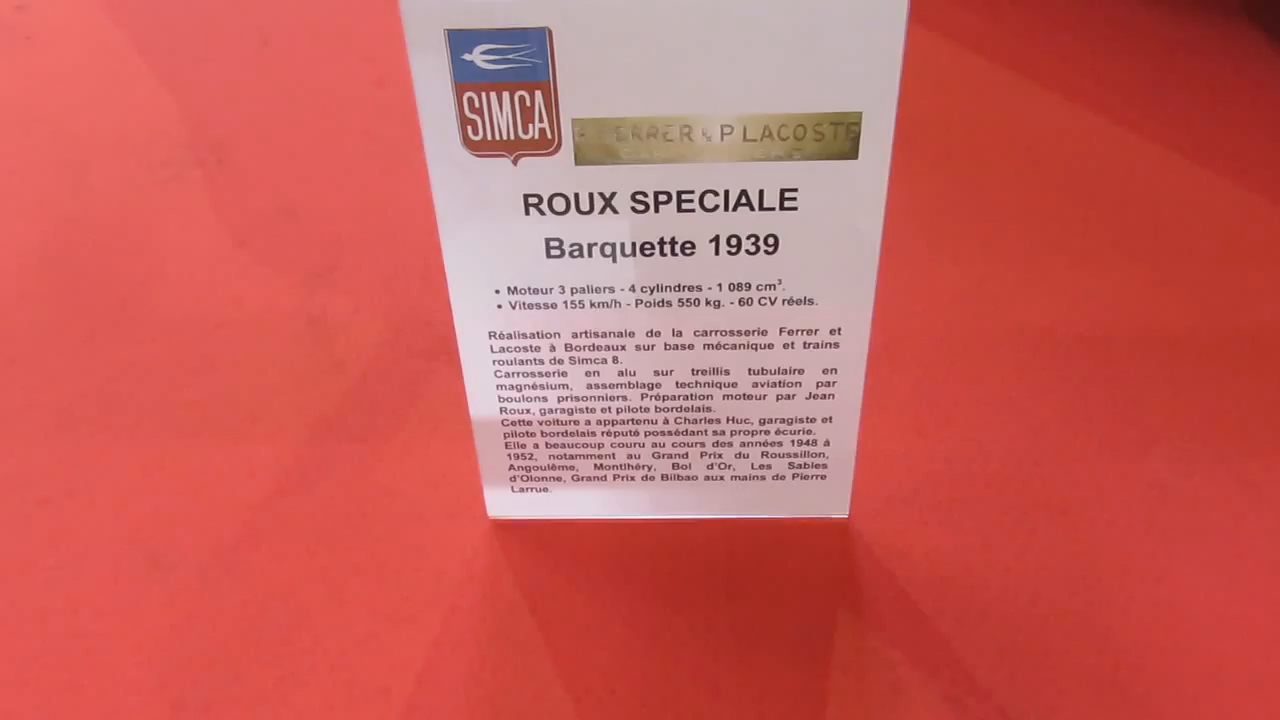 SIMCA
ERRER & P LACOSTE
ROUX SPECIALE
Barquette 1939
• Moteur 3 paliers - 4 cylindres - 1 089 cm³.
• Vitesse 155 km/h - Poids 550 kg. - 60 CV réels.
Réalisation artisanale de la carrosserie Ferrer et
Lacoste à Bordeaux sur base mécanique et trains
roulants de Simca 8.
Carrosserie en alu sur treillis tubulaire en
magnésium, assemblage technique aviation par
boulons prisonniers. Préparation moteur par Jean
Roux, garagiste et pilote bordelais.
Cette voiture a appartenu à Charles Huc, garagiste et
pilote bordelais réputé possédant sa propre écurie.
Elle a beaucoup couru au cours des années 1948 à
1952, notamment au Grand Prix du Roussillon,
Angoulême, Montlhéry, Bol d'Or, Les Sables
d'Olonne, Grand Prix de Bilbao aux mains de Pierre
Larrue.